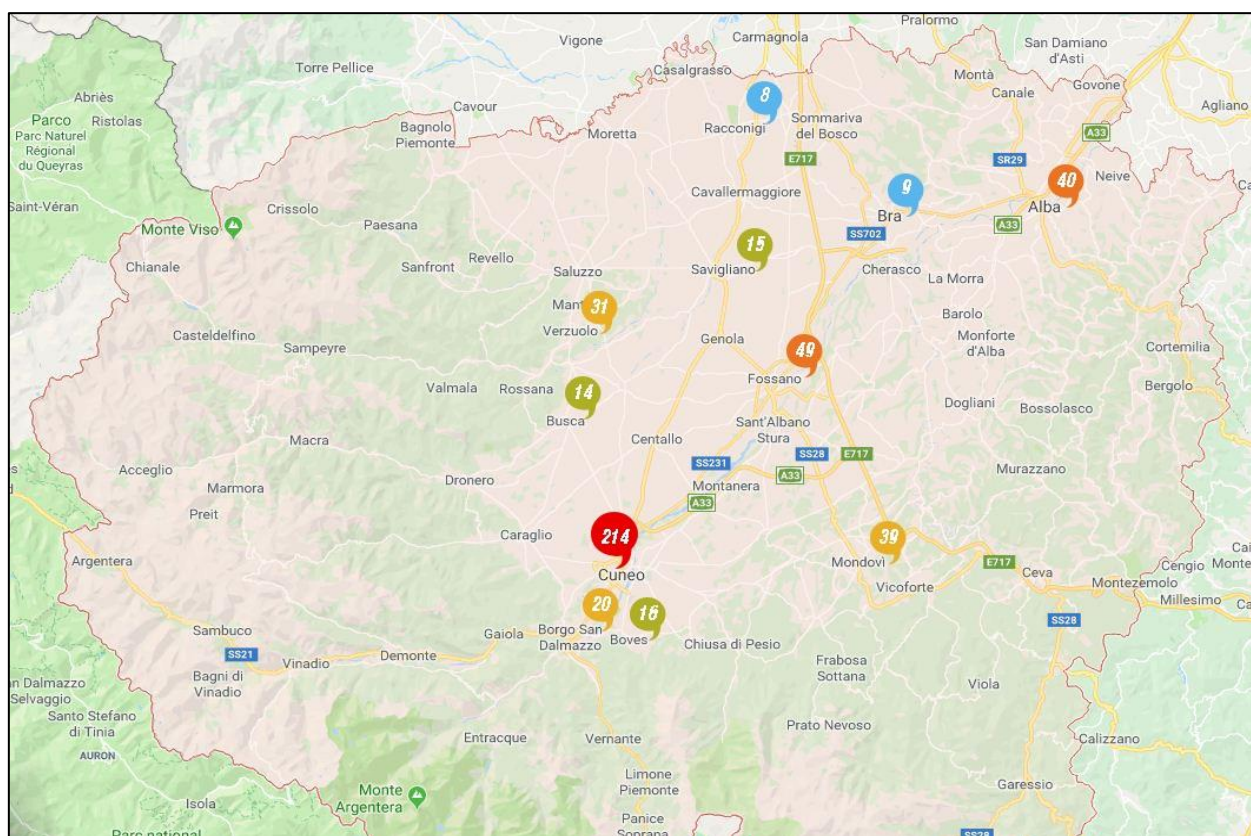 Pralormo
Vigone
Carmagnola
San Damiano
d'Asti
Torre Pellice
Casalgrasso
Montà
Govone
Canale
Abriès
Ristolas
Parco
Parc Naturel
Régional
du Queyras
Cavour
8
Agliano
Bagnolo
Piemonte
Moretta
Racconigi
Sommariva
del Bosco
A33
E717
SR29
Neive
40
Saint-Véran
Crissolo
Paesana
Cavallermaggiore
9
Bra
Alba
Monte Viso
SS702
A33
15
Chianale
Sanfront
Revello
Saluzzo
Savigliano
Cherasco
La Morra
31
Verzuolo
Barolo
Casteldelfino
Sampeyre
Genola
Monforte
d'Alba
Cortemilia
49
Fossano
Valmala
Rossana
14
Busca
Bergolo
Dogliani
Bossolasco
Sant'Albano
Stura
Macra
Centallo
Acceglio
SS231
SS28
E717
Murazzano
Marmora
Dronero
Montanera
A33
A33
Preit
Caraglio
214
39
Argentera
Cuneo
Mondovì
Vicoforte
E717
Ceva
Cengio
Montezemolo
Millesimo
20
16
SS28
Sambuco
Gaiola
Borgo San
Dalmazzo
Boves
Chiusa di Pesio
SS21
Vinadio
Demonte
Frabosa
Sottana
Bagni di
Vinadio
Viola
an Dalmazzo
Selvaggio
Santo Stefano
di Tinia
Prato Nevoso
Entracque
Vernante
Calizzano
AURON
Limone
Piemonte
Garessio
Monte
Argentera
Isola
Panice
Soprana
Parc national
SS28